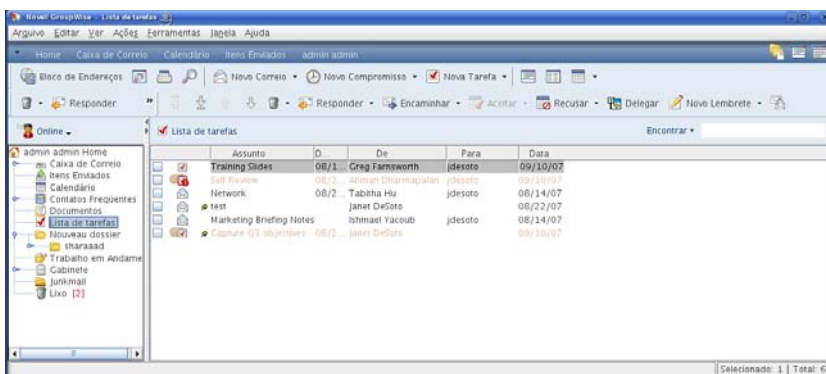 Novell GroupWise - Lista de tarefas
Arquivo Editar Ver Ações Ferramentas Janela Ajuda
Home Caixa de Correio Calendário Itens Enviados admin admin
Bloco de Endereços Novo Correio Novo Compromisso Nova Tarefa
Responder Responder Encaminhar Aceitar Recusar Delegar Novo Lembrete
Online Lista de tarefas Encontrar
admin admin Home
Caixa de Correio
Itens Enviados
Calendário
Contatos Freqüentes
Documentos
Lista de tarefas
Nouveau dossier
sharaaad
Trabalho em Andame
Gabinete
Junkmail
Lixo [2]
Assunto D... De Para Data
Training Slides 08/1... Greg Farnsworth jdesoto 09/10/07
Self Review 08/2... Ahman Dharmapalan jdesoto 09/10/07
Network 08/2... Tabitha Hu jdesoto 08/14/07
test Janet DeSoto 08/22/07
Marketing Briefing Notes Ishmael Yacoub jdesoto 08/14/07
Capture Q3 objectives 08/2... Janet DeSoto 09/10/07
Selecionado: 1 Total: 6